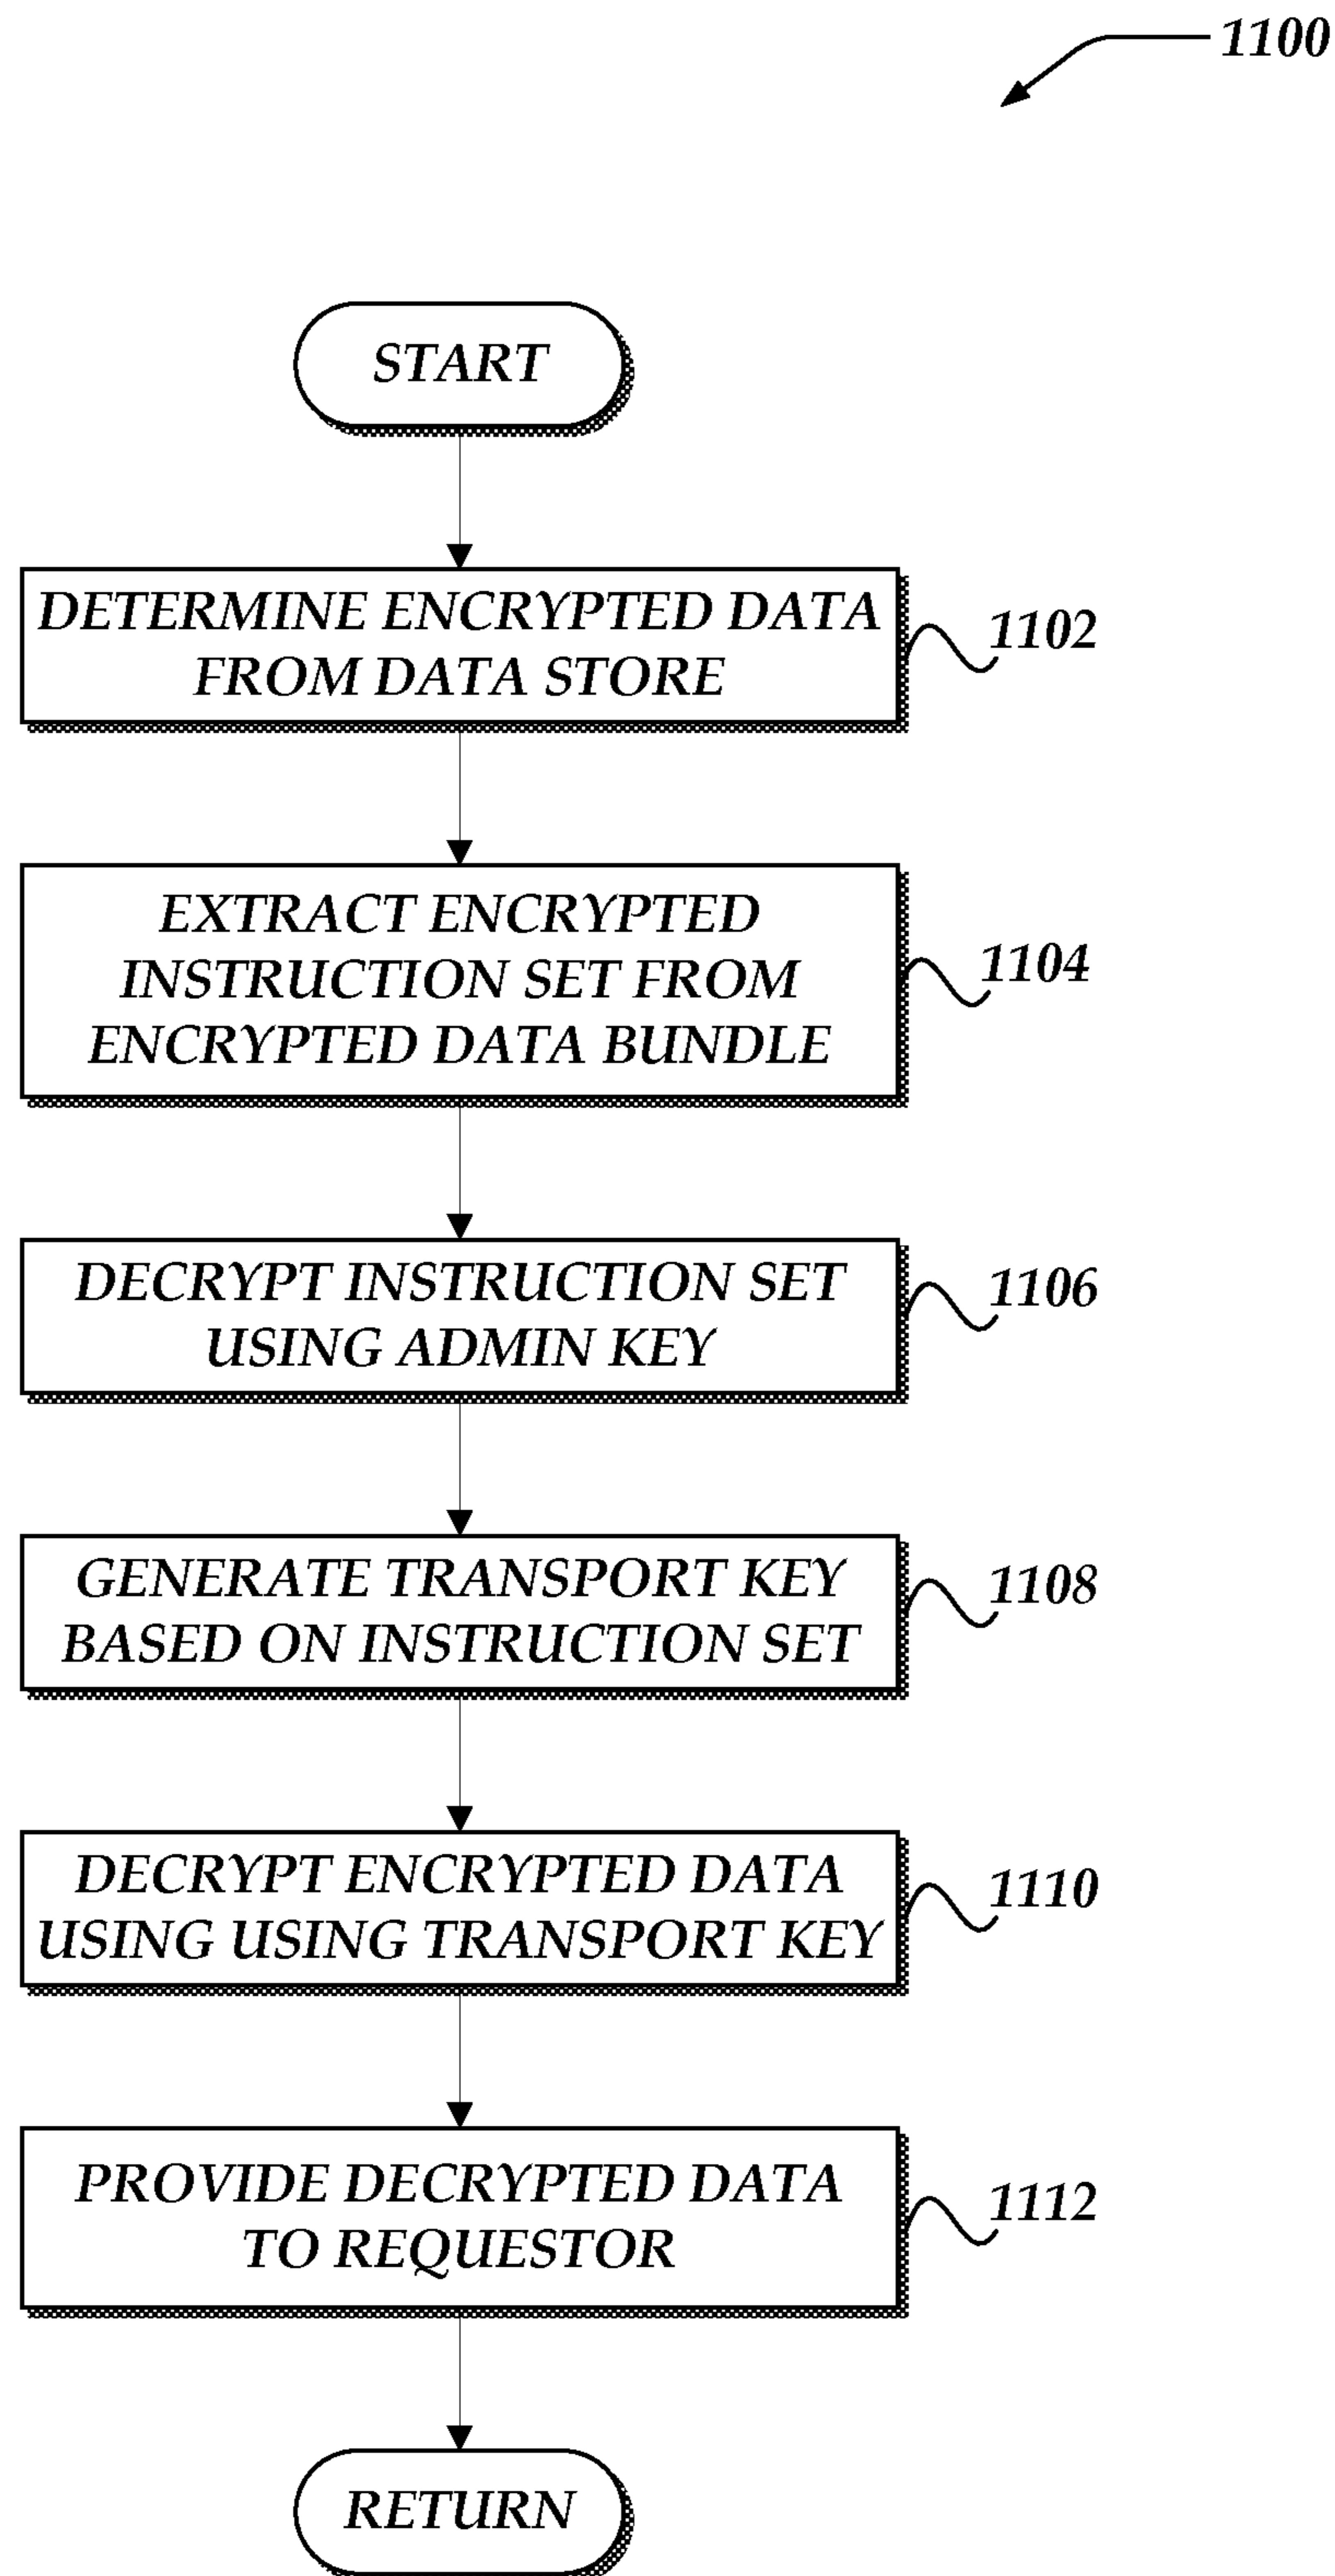 1100
START
DETERMINE ENCRYPTED DATA
FROM DATA STORE
1102
EXTRACT ENCRYPTED
INSTRUCTION SET FROM
ENCRYPTED DATA BUNDLE
1104
DECRYPT INSTRUCTION SET
USING ADMIN KEY
1106
GENERATE TRANSPORT KEY
BASED ON INSTRUCTION SET
1108
DECRYPT ENCRYPTED DATA
USING USING TRANSPORT KEY
1110
PROVIDE DECRYPTED DATA
TO REQUESTOR
1112
RETURN